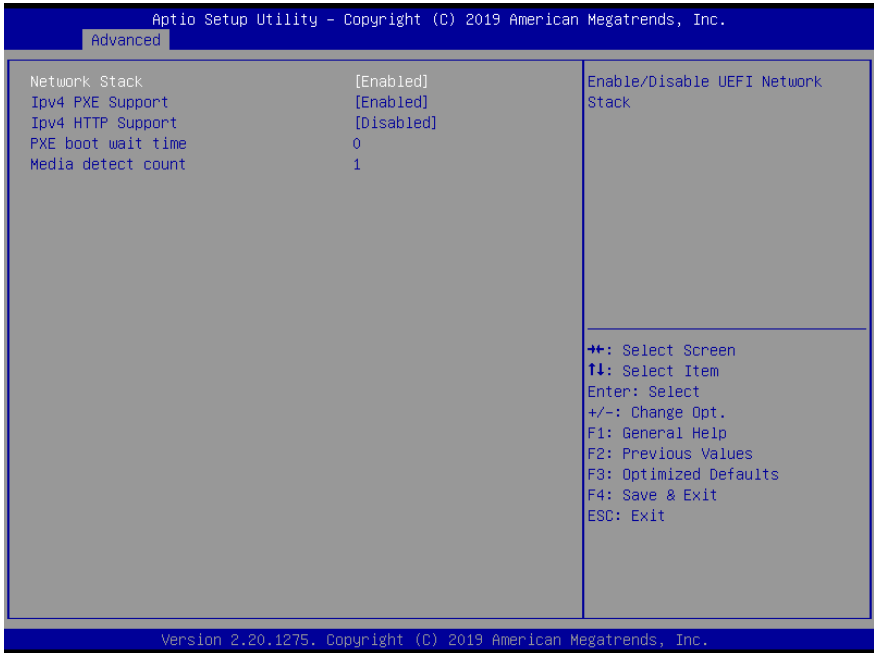 Aptio Setup Utility – Copyright (C) 2019 American Megatrends, Inc.
Advanced
Network Stack [Enabled]
Ipv4 PXE Support [Enabled]
Ipv4 HTTP Support [Disabled]
PXE boot wait time 0
Media detect count 1
Enable/Disable UEFI Network
Stack
→←: Select Screen
↑↓: Select Item
Enter: Select
+/-: Change Opt.
F1: General Help
F2: Previous Values
F3: Optimized Defaults
F4: Save & Exit
ESC: Exit
Version 2.20.1275. Copyright (C) 2019 American Megatrends, Inc.